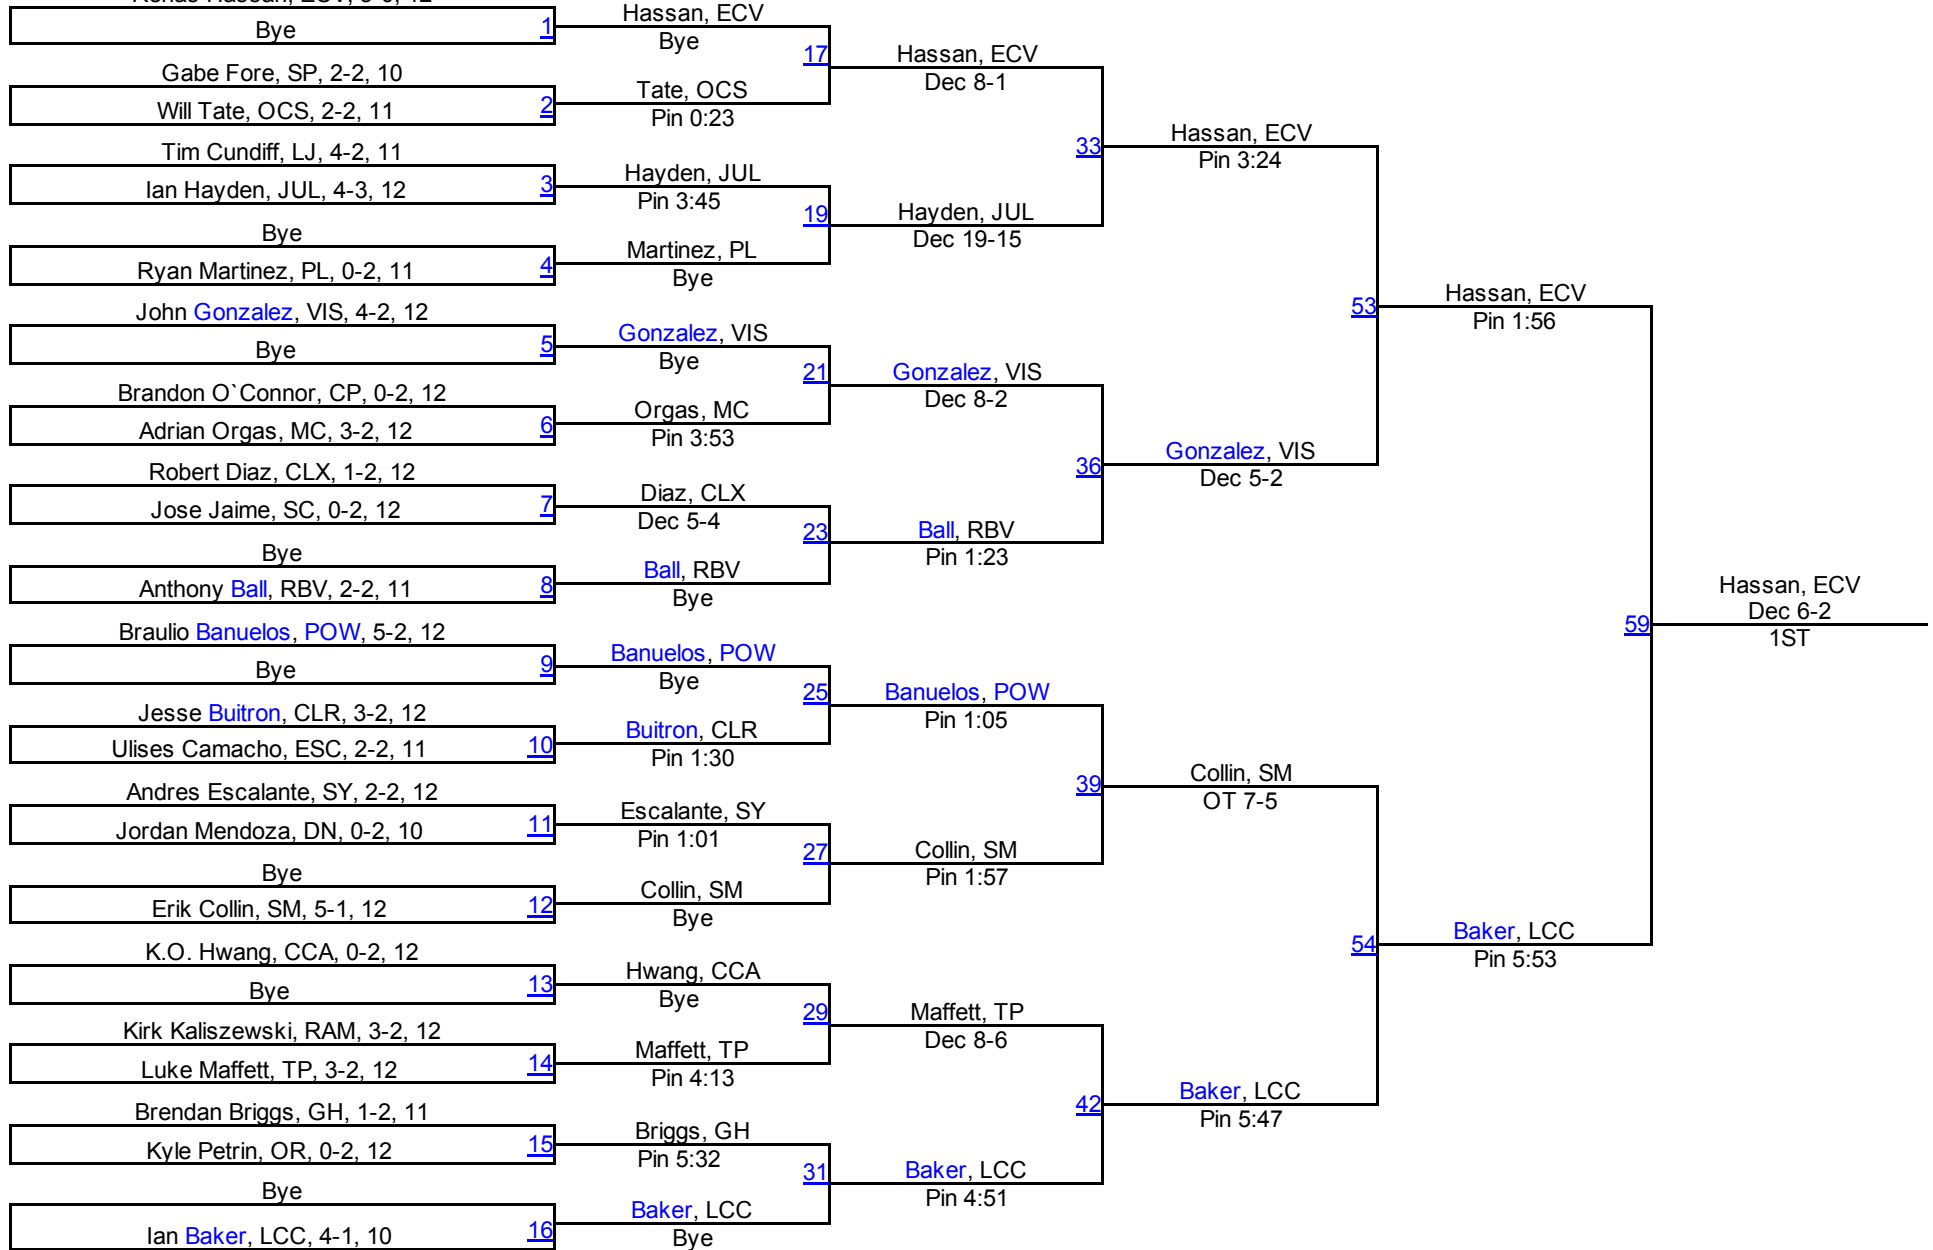 Hassan, ECV
Bye
1
Hassan, ECV
Bye
17
Hassan, ECV
Dec 8-1
Gabe Fore, SP, 2-2, 10
Will Tate, OCS, 2-2, 11
2
Tate, OCS
Pin 0:23
33
Hassan, ECV
Pin 3:24
Tim Cundiff, LJ, 4-2, 11
Ian Hayden, JUL, 4-3, 12
3
Hayden, JUL
Pin 3:45
19
Hayden, JUL
Dec 19-15
Bye
Ryan Martinez, PL, 0-2, 11
4
Martinez, PL
Bye
53
Hassan, ECV
Pin 1:56
John Gonzalez, VIS, 4-2, 12
Bye
5
Gonzalez, VIS
Bye
21
Gonzalez, VIS
Dec 8-2
Brandon O`Connor, CP, 0-2, 12
Adrian Orgas, MC, 3-2, 12
6
Orgas, MC
Pin 3:53
36
Gonzalez, VIS
Dec 5-2
Robert Diaz, CLX, 1-2, 12
Jose Jaime, SC, 0-2, 12
7
Diaz, CLX
Dec 5-4
23
Ball, RBV
Pin 1:23
Bye
Anthony Ball, RBV, 2-2, 11
8
Ball, RBV
Bye
59
Hassan, ECV
Dec 6-2
1ST
Braulio Banuelos, POW, 5-2, 12
Bye
9
Banuelos, POW
Bye
25
Banuelos, POW
Pin 1:05
Jesse Buitron, CLR, 3-2, 12
Ulises Camacho, ESC, 2-2, 11
10
Buitron, CLR
Pin 1:30
39
Collin, SM
OT 7-5
Andres Escalante, SY, 2-2, 12
Jordan Mendoza, DN, 0-2, 10
11
Escalante, SY
Pin 1:01
27
Collin, SM
Pin 1:57
Bye
Erik Collin, SM, 5-1, 12
12
Collin, SM
Bye
54
Baker, LCC
Pin 5:53
K.O. Hwang, CCA, 0-2, 12
Bye
13
Hwang, CCA
Bye
29
Maffett, TP
Dec 8-6
Kirk Kaliszewski, RAM, 3-2, 12
Luke Maffett, TP, 3-2, 12
14
Maffett, TP
Pin 4:13
42
Baker, LCC
Pin 5:47
Brendan Briggs, GH, 1-2, 11
Kyle Petrin, OR, 0-2, 12
15
Briggs, GH
Pin 5:32
31
Baker, LCC
Pin 4:51
Bye
Ian Baker, LCC, 4-1, 10
16
Baker, LCC
Bye